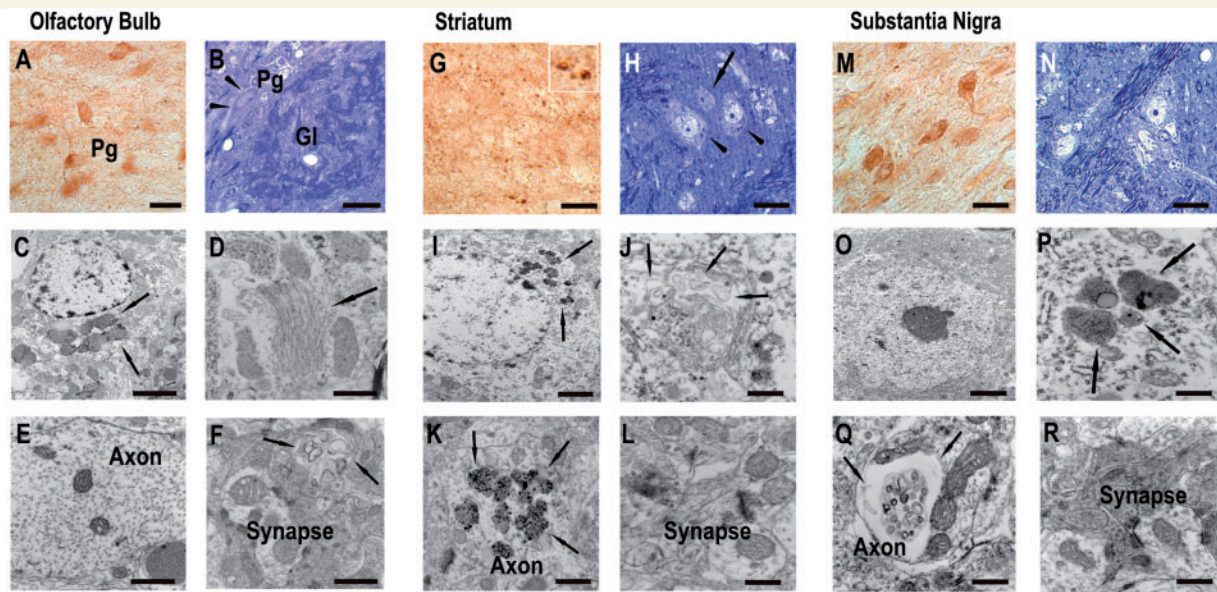 Olfactory Bulb Striatum Substantia Nigra
A B G H M N
Pg
Pg
Gl
C D I J O P
E F K L Q R
Axon
Synapse
Axon
Synapse
Axon
Synapse